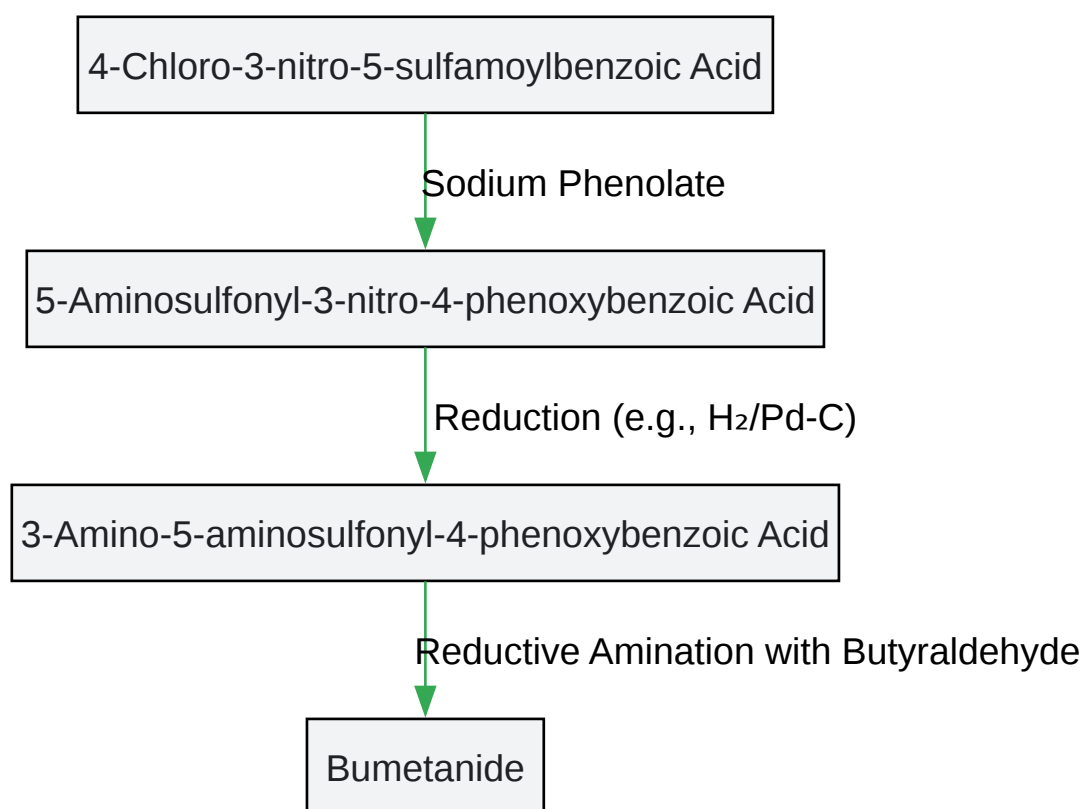 4-Chloro-3-nitro-5-sulfamoylbenzoic Acid
Sodium Phenolate
5-Aminosulfonyl-3-nitro-4-phenoxybenzoic Acid
Reduction (e.g., H₂/Pd-C)
3-Amino-5-aminosulfonyl-4-phenoxybenzoic Acid
Reductive Amination with Butyraldehyde
Bumetanide